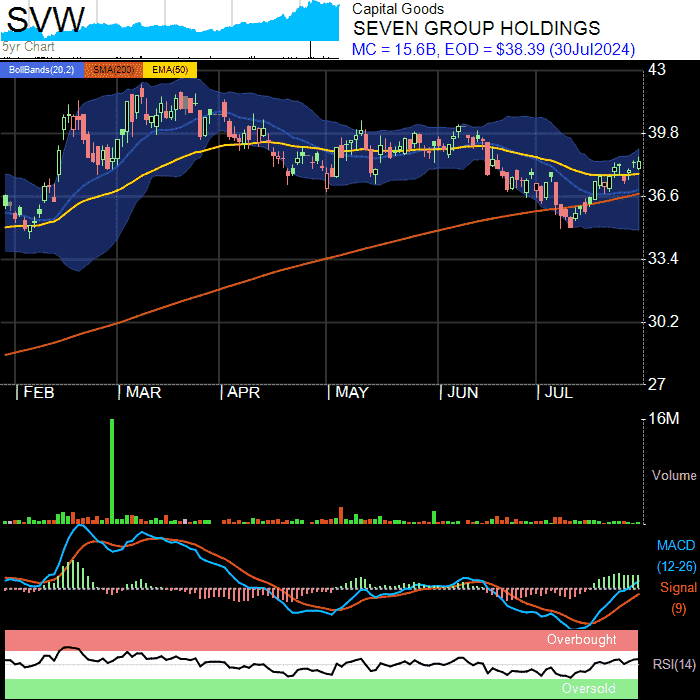 SVW
Capital Goods
SEVEN GROUP HOLDINGS
MC = 15.6B, EOD = $38.39 (30Jul2024)
5yr Chart
BollBands(20,2) SMA(200) EMA(50)
43
39.8
36.6
33.4
30.2
27
FEB MAR APR MAY JUN JUL
16M
Volume
MACD
(12-26)
Signal
(9)
Overbought
RSI(14)
Oversold